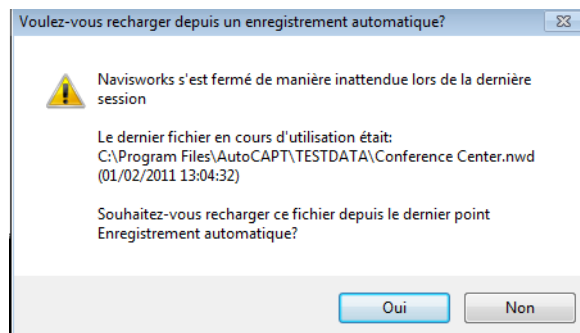 Voulez-vous recharger depuis un enregistrement automatique?
Navisworks s'est fermé de manière inattendue lors de la dernière
session
Le dernier fichier en cours d'utilisation était:
C:\Program Files\AutoCAPT\TESTDATA\Conference Center.nwd
(01/02/2011 13:04:32)
Souhaitez-vous recharger ce fichier depuis le dernier point
Enregistrement automatique?
Oui
Non